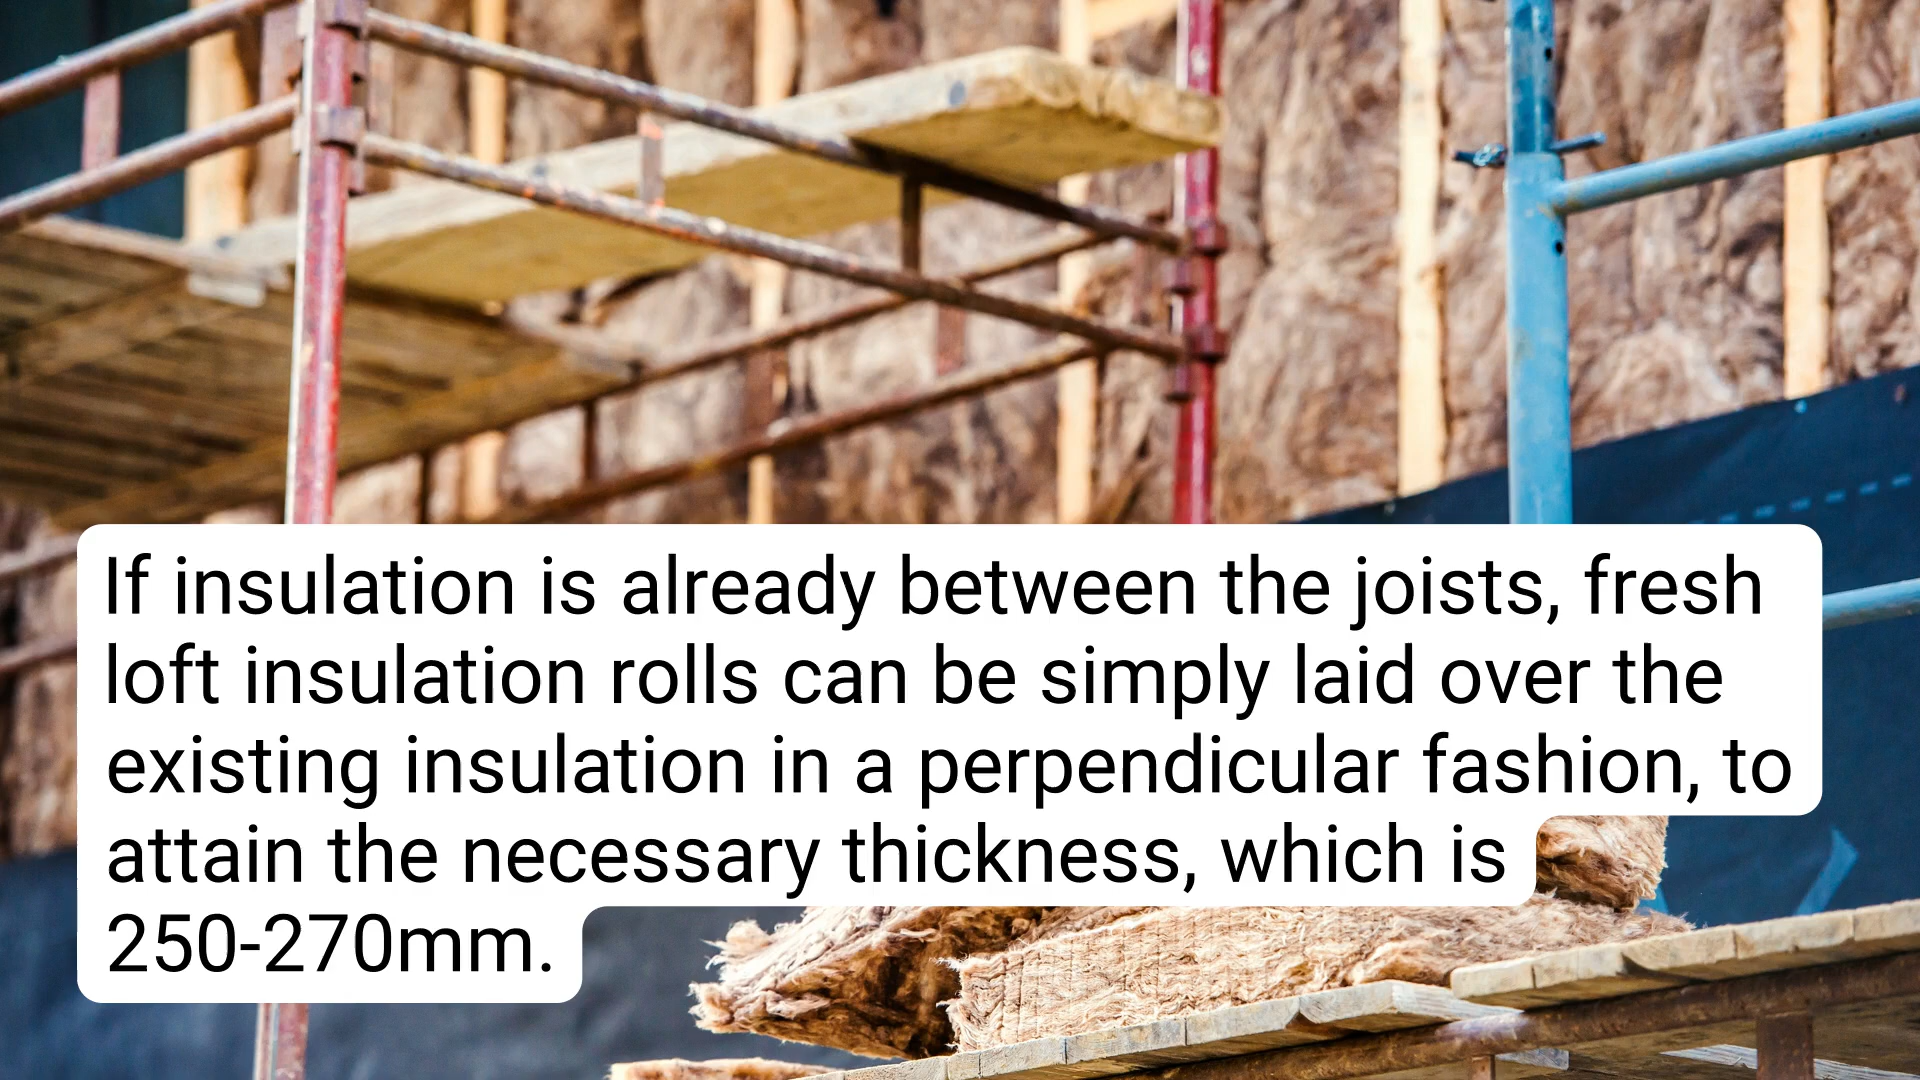 If insulation is already between the joists, fresh
loft insulation rolls can be simply laid over the
existing insulation in a perpendicular fashion, to
attain the necessary thickness, which is
250-270mm.